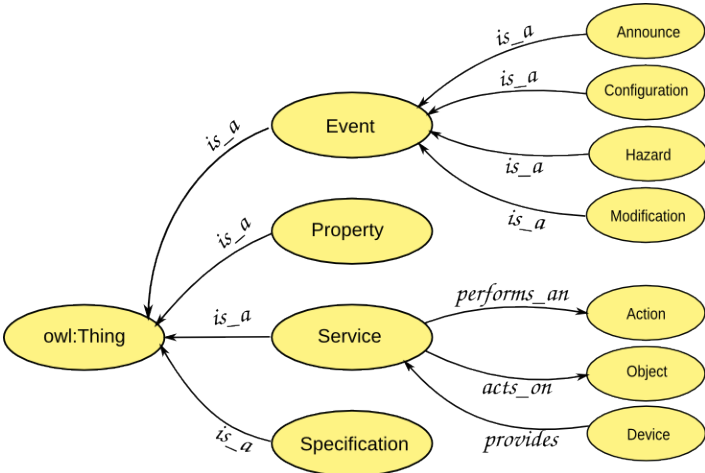 is_a
Announce
is_a
Configuration
is_a
Event
is_a
Hazard
is_a
Modification
is_a
Property
performs_an
Action
owl:Thing
is_a
Service
acts_on
Object
provides
Device
is_a
Specification